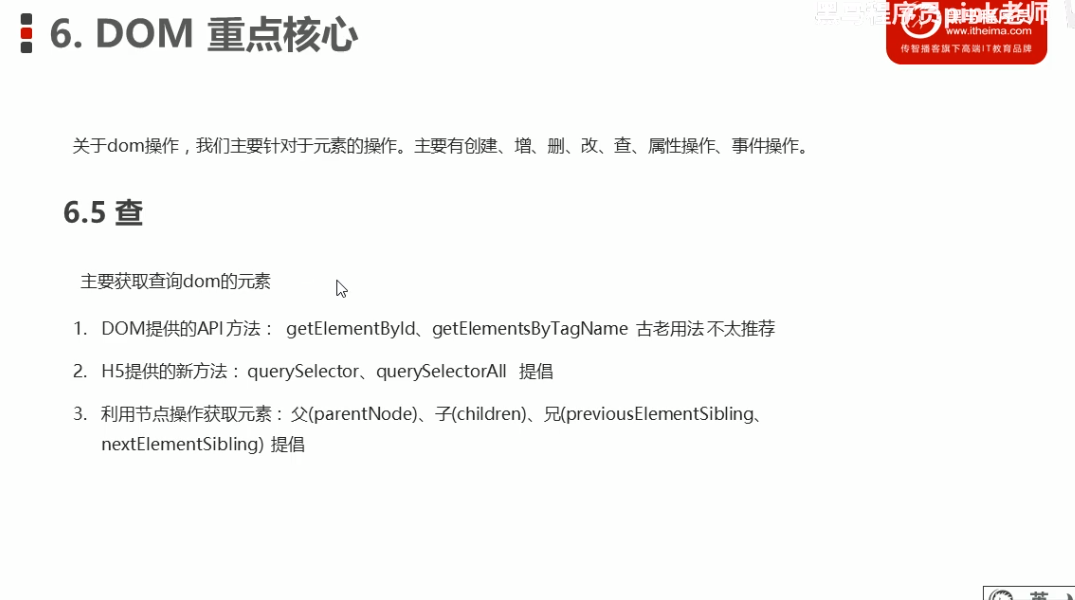 6. DOM 重点核心
黑马程序员pink老师
www.itheima.com
传智播客旗下高端IT教育品牌
关于dom操作，我们主要针对于元素的操作。主要有创建、增、删、改、查、属性操作、事件操作。
6.5 查
主要获取查询dom的元素
1. DOM提供的API 方法： getElementById、getElementsByTagName 古老用法 不太推荐
2. H5提供的新方法： querySelector、querySelectorAll 提倡
3. 利用节点操作获取元素： 父(parentNode)、子(children)、兄(previousElementSibling、
nextElementSibling) 提倡
英